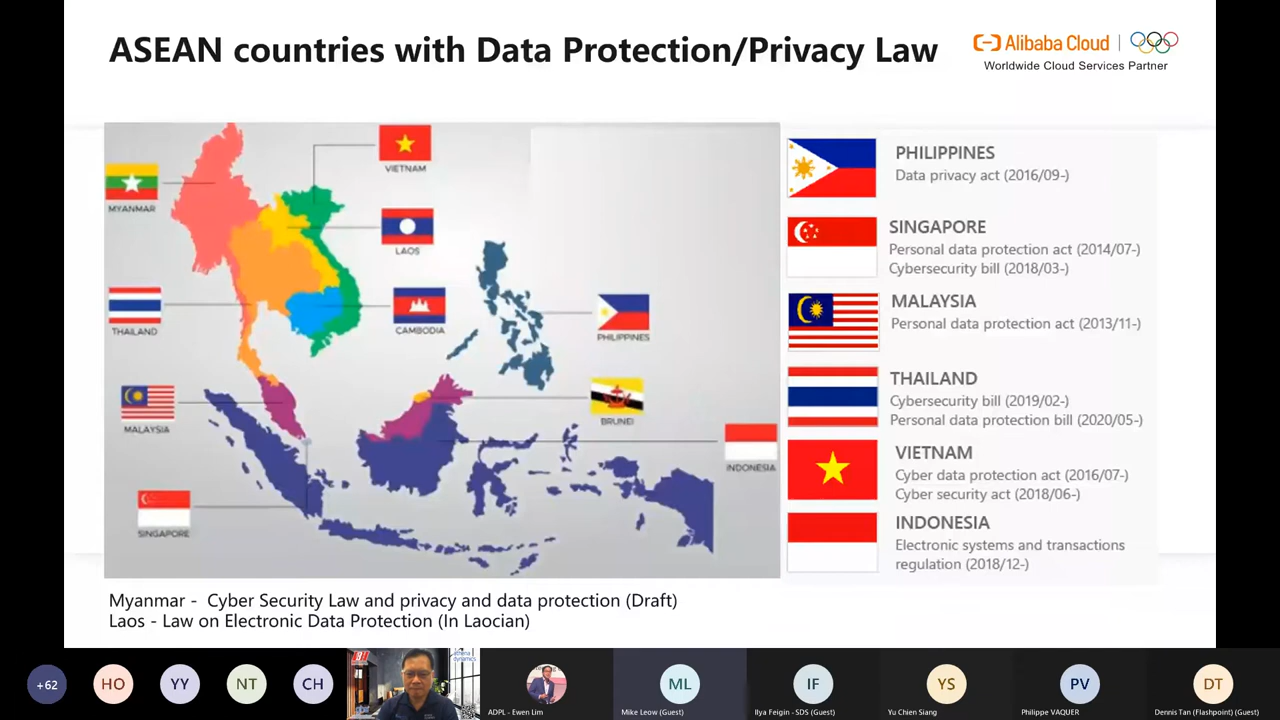 ASEAN countries with Data Protection/Privacy Law
Alibaba Cloud
Worldwide Cloud Services Partner
VIETNAM
MYANMAR
LAOS
THAILAND
CAMBODIA
PHILIPPINES
MALAYSIA
BRUNEI
INDONESIA
SINGAPORE
PHILIPPINES
Data privacy act (2016/09-)
SINGAPORE
Personal data protection act (2014/07-)
Cybersecurity bill (2018/03-)
MALAYSIA
Personal data protection act (2013/11-)
THAILAND
Cybersecurity bill (2019/02-)
Personal data protection bill (2020/05-)
VIETNAM
Cyber data protection act (2016/07-)
Cyber security act (2018/06-)
INDONESIA
Electronic systems and transactions
regulation (2018/12-)
Myanmar - Cyber Security Law and privacy and data protection (Draft)
Laos - Law on Electronic Data Protection (In Laocian)
+62
HO
YY
NT
CH
athena
dynamics
ADPL - Ewen Lim
ML
Mike Leow (Guest)
IF
Ilya Feigin - SDS (Guest)
YS
Yu Chien Siang
PV
Philippe VAQUER
DT
Dennis Tan (Flashpoint) (Guest)